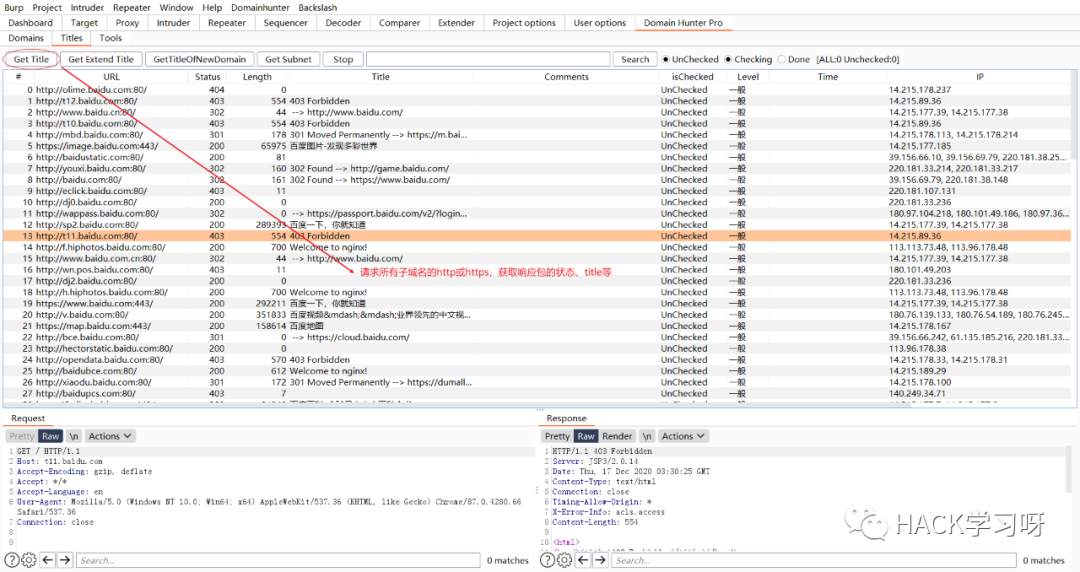 Burp Project Intruder Repeater Window Help Domainhunter Backslash
Dashboard Target Proxy Intruder Repeater Sequencer Decoder Comparer Extender Project options User options Domain Hunter Pro
Domains Titles Tools
Get Title Get Extend Title GetTitleOfNewDomain Get Subnet Stop Search UnChecked Checking Done [ALL:0 Unchecked:0]
# URL Status Length Title Comments isChecked Level Time IP
0 http://olime.baidu.com:80/ 404 0 UnChecked 一般 14.215.178.237
1 http://t12.baidu.com:80/ 403 554 403 Forbidden UnChecked 一般 14.215.89.36
2 http://www.baidu.cn:80/ 302 44 --> http://www.baidu.com/ UnChecked 一般 14.215.177.39, 14.215.177.38
3 http://t10.baidu.com:80/ 403 554 403 Forbidden UnChecked 一般 14.215.89.36
4 http://mbd.baidu.com:80/ 301 178 301 Moved Permanently --> https://m.bai... UnChecked 一般 14.215.178.113, 14.215.178.214
5 https://image.baidu.com:443/ 200 65975 百度图片-发现多彩世界 UnChecked 一般 14.215.177.185
6 http://baidustatic.com:80/ 200 81 UnChecked 一般 39.156.66.10, 39.156.69.79, 220.181.38.25...
7 http://youxi.baidu.com:80/ 302 160 302 Found --> http://game.baidu.com/ UnChecked 一般 220.181.33.214, 220.181.33.217
8 http://baidu.com:80/ 302 161 302 Found --> https://www.baidu.com/ UnChecked 一般 39.156.69.79, 220.181.38.148
9 http://eclick.baidu.com:80/ 403 11 UnChecked 一般 220.181.107.131
10 http://dj0.baidu.com:80/ 200 0 UnChecked 一般 220.181.33.236
11 http://wappass.baidu.com:80/ 302 0 --> https://passport.baidu.com/v2/?login... UnChecked 一般 180.97.104.218, 180.101.49.186, 180.97.36...
12 http://sp2.baidu.com:80/ 200 289393 百度一下，你就知道 UnChecked 一般 14.215.177.39, 14.215.177.38
13 http://t11.baidu.com:80/ 403 554 403 Forbidden UnChecked 一般 14.215.89.36
14 http://f.hiphotos.baidu.com:80/ 200 700 Welcome to nginx! UnChecked 一般 113.113.73.48, 113.96.178.48
15 http://www.baidu.com.cn:80/ 302 44 --> http://www.baidu.com/ UnChecked 一般 14.215.177.39, 14.215.177.38
16 http://wn.pos.baidu.com:80/ 403 11 UnChecked 一般 180.101.49.203
请求所有子域名的http或https，获取响应包的状态、title等
17 http://dj2.baidu.com:80/ 200 0 UnChecked 一般 220.181.33.236
18 http://h.hiphotos.baidu.com:80/ 200 700 Welcome to nginx! UnChecked 一般 113.113.73.48, 113.96.178.48
19 https://www.baidu.com:443/ 200 292211 百度一下，你就知道 UnChecked 一般 14.215.177.39, 14.215.177.38
20 http://v.baidu.com:80/ 200 351833 百度视频&mdash;&mdash;业界领先的中文视... UnChecked 一般 180.76.139.133, 180.76.54.189, 180.76.245...
21 https://map.baidu.com:443/ 200 158614 百度地图 UnChecked 一般 14.215.178.167
22 http://bce.baidu.com:80/ 301 0 --> https://cloud.baidu.com/ UnChecked 一般 39.156.66.242, 61.135.185.216, 220.181.33...
23 http://hectorstatic.baidu.com:80/ 200 0 UnChecked 一般 113.96.178.38
24 http://opendata.baidu.com:80/ 403 570 403 Forbidden UnChecked 一般 14.215.178.33, 14.215.178.31
25 http://baidubce.com:80/ 200 612 Welcome to nginx! UnChecked 一般 14.215.189.29
26 http://xiaodu.baidu.com:80/ 301 172 301 Moved Permanently --> https://dumall... UnChecked 一般 14.215.178.100
27 http://baidupcs.com:80/ 403 7 UnChecked 一般 140.249.34.71
Request
Pretty Raw \n Actions
1 GET / HTTP/1.1
2 Host: t11.baidu.com
3 Accept-Encoding: gzip, deflate
4 Accept: */*
5 Accept-Language: en
6 User-Agent: Mozilla/5.0 (Windows NT 10.0; Win64; x64) AppleWebKit/537.36 (KHTML, like Gecko) Chrome/87.0.4280.66
Safari/537.36
7 Connection: close
8
9
Search... 0 matches
Response
Pretty Raw Render \n Actions
1 HTTP/1.1 403 Forbidden
2 Server: JSP3/2.0.14
3 Date: Thu, 17 Dec 2020 03:30:25 GMT
4 Content-Type: text/html
5 Connection: close
6 Timing-Allow-Origin: *
7 X-Error-Info: acls.access
8 Content-Length: 554
9
10 <html>
Search... 0 matches
HACK学习呀